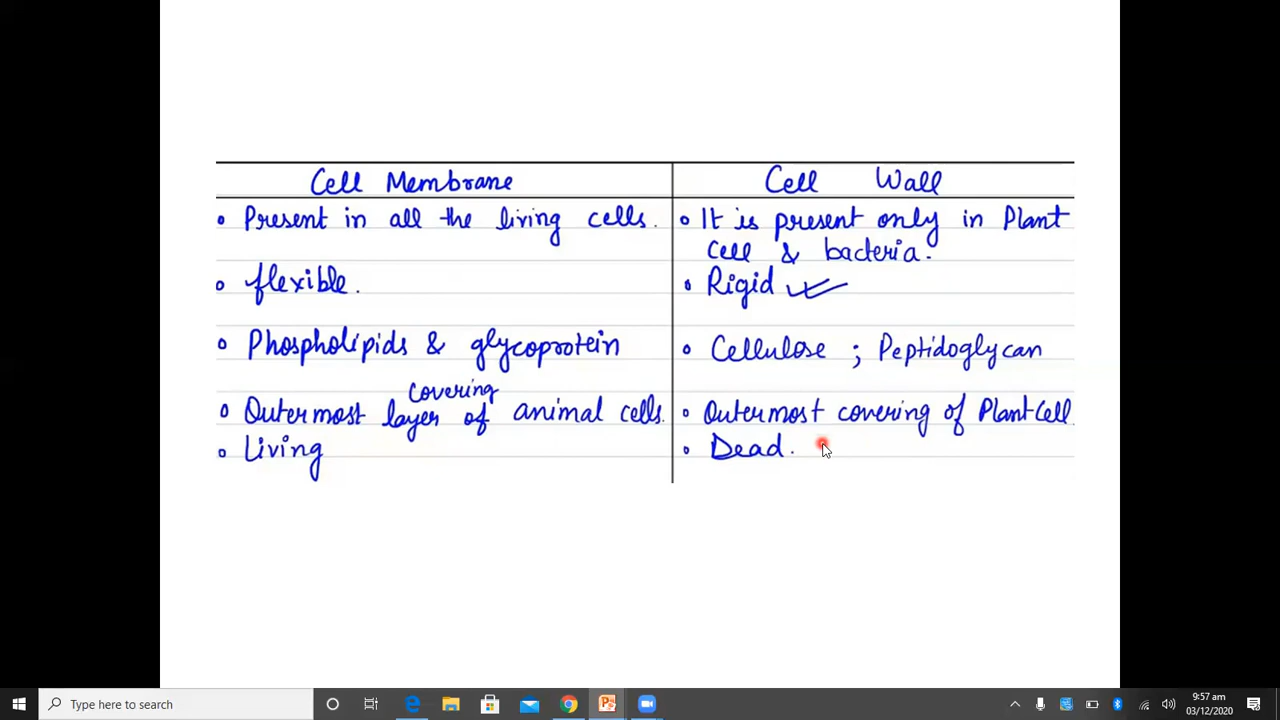 Cell Membrane
Cell Wall
• Present in all the living cells.
• It is present only in Plant
Cell & bacteria.
• flexible.
• Rigid
• Phospholipids & glycoprotein
• Cellulose ; Peptidoglycan
covering
• Outermost layer of animal cells.
• Outermost covering of Plant Cell.
• Living
• Dead.
Type here to search
9:57 am
03/12/2020